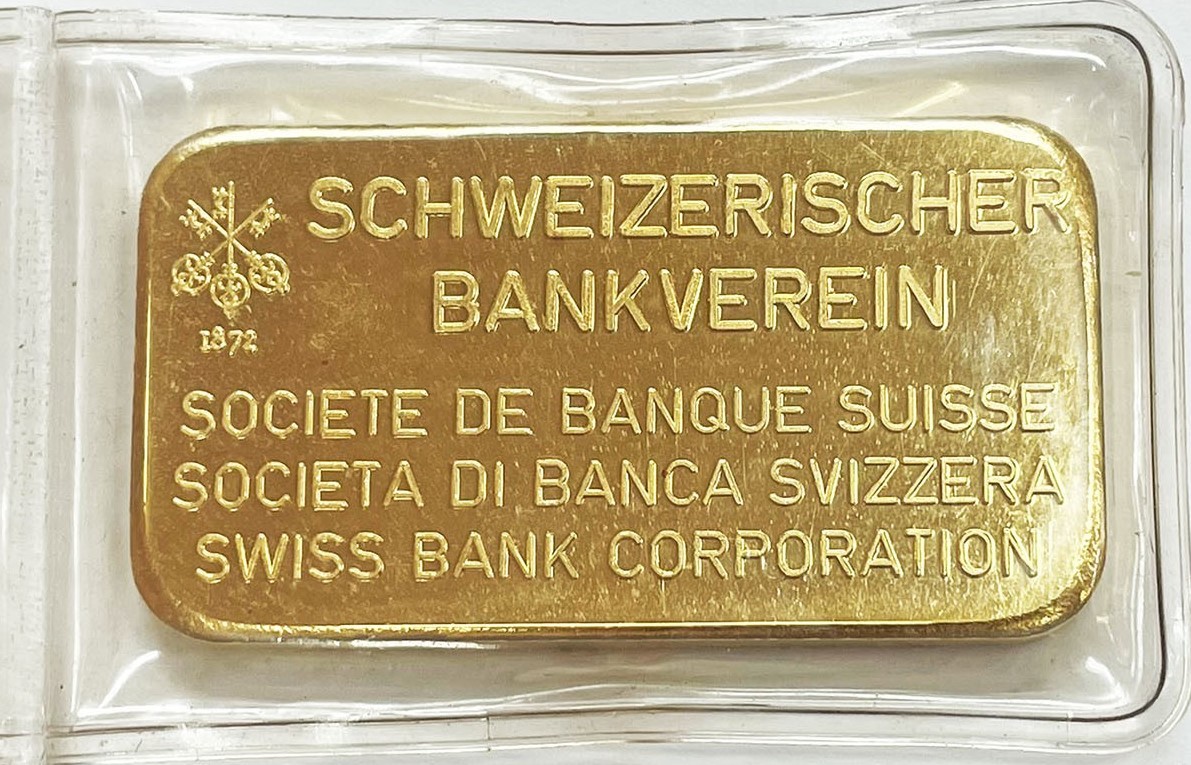 SCHWEIZERISCHER
BANKVEREIN
1872
SOCIETE DE BANQUE SUISSE
SOCIETA DI BANCA SVIZZERA
SWISS BANK CORPORATION